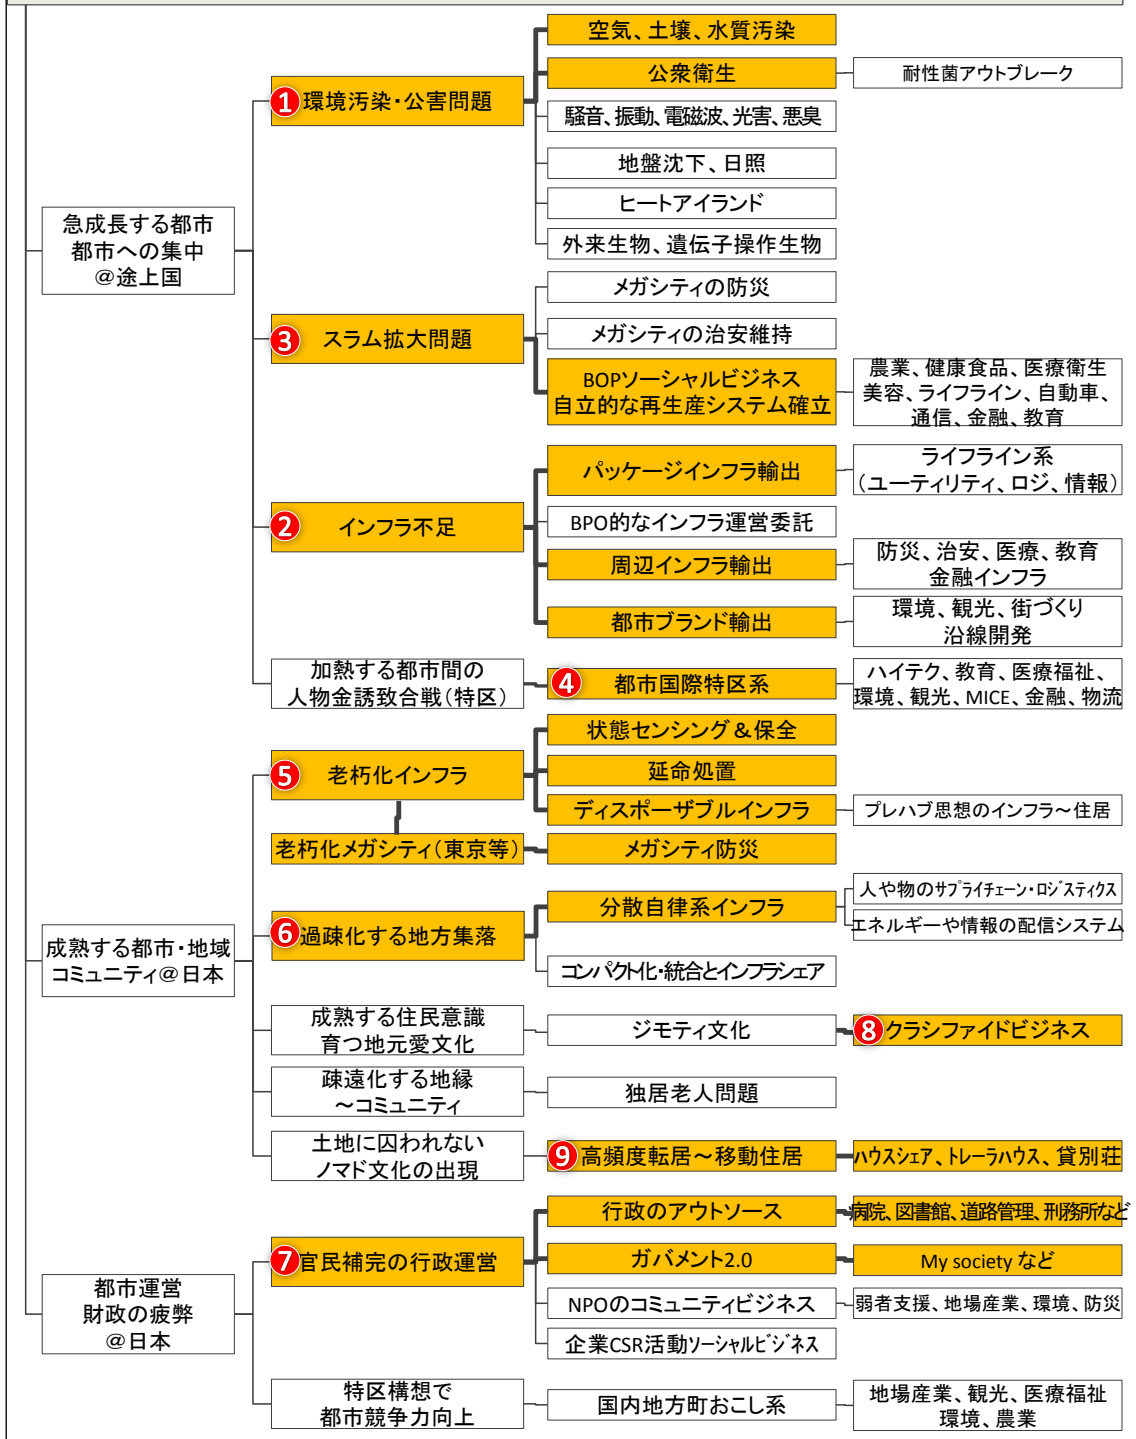 空気、土壌、水質汚染
公衆衛生
耐性菌アウトブレーク
❶環境汚染・公害問題
騒音、振動、電磁波、光害、悪臭
地盤沈下、日照
ヒートアイランド
外来生物、遺伝子操作生物
急成長する都市
都市への集中
@途上国
メガシティの防災
❸ スラム拡大問題
メガシティの治安維持
BOPソーシャルビジネス
自立的な再生産システム確立
農業、健康食品、医療衛生
美容、ライフライン、自動車、
通信、金融、教育
パッケージインフラ輸出
ライフライン系
(ユーティリティ、ロジ、情報)
❷ インフラ不足
BPO的なインフラ運営委託
周辺インフラ輸出
防災、治安、医療、教育
金融インフラ
都市ブランド輸出
環境、観光、街づくり
沿線開発
加熱する都市間の
人物金誘致合戦(特区)
❹ 都市国際特区系
ハイテク、教育、医療福祉、
環境、観光、MICE、金融、物流
状態センシング&保全
❺ 老朽化インフラ
延命処置
ディスポーザブルインフラ
プレハブ思想のインフラ~住居
老朽化メガシティ(東京等)
メガシティ防災
成熟する都市・地域
コミュニティ@日本
❻過疎化する地方集落
分散自律系インフラ
人や物のサプライチェーン・ロジスティクス
エネルギーや情報の配信システム
コンパクト化・統合とインフラシェア
成熟する住民意識
育つ地元愛文化
ジモティ文化
❽クラシファイドビジネス
疎遠化する地縁
~コミュニティ
独居老人問題
土地に囚われない
ノマド文化の出現
❾高頻度転居~移動住居
ハウスシェア、トレーラハウス、貸別荘
行政のアウトソース
病院、図書館、道路管理、刑務所など
❼官民補完の行政運営
ガバメント2.0
My society など
都市運営
財政の疲弊
@日本
NPOのコミュニティビジネス
弱者支援、地場産業、環境、防災
企業CSR活動ソーシャルビジネス
特区構想で
都市競争力向上
国内地方町おこし系
地場産業、観光、医療福祉
環境、農業